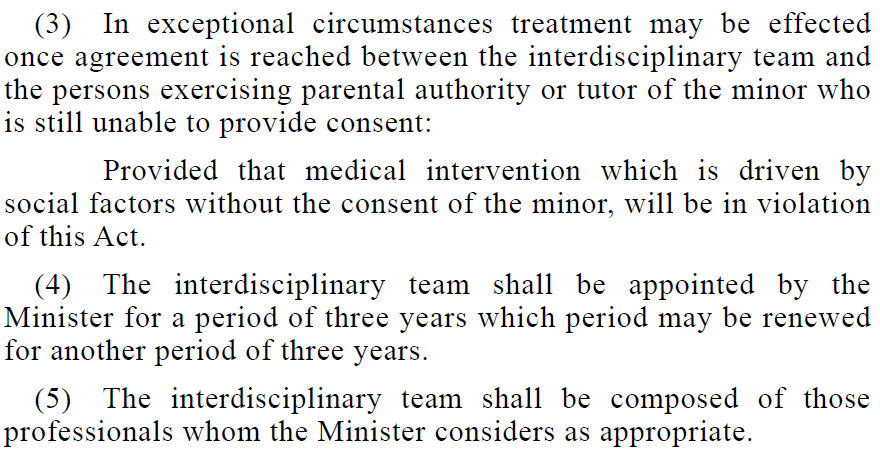 (3) In exceptional circumstances treatment may be effected
once agreement is reached between the interdisciplinary team and
the persons exercising parental authority or tutor of the minor who
is still unable to provide consent:
Provided that medical intervention which is driven by
social factors without the consent of the minor, will be in violation
of this Act.
(4) The interdisciplinary team shall be appointed by the
Minister for a period of three years which period may be renewed
for another period of three years.
(5) The interdisciplinary team shall be composed of those
professionals whom the Minister considers as appropriate.